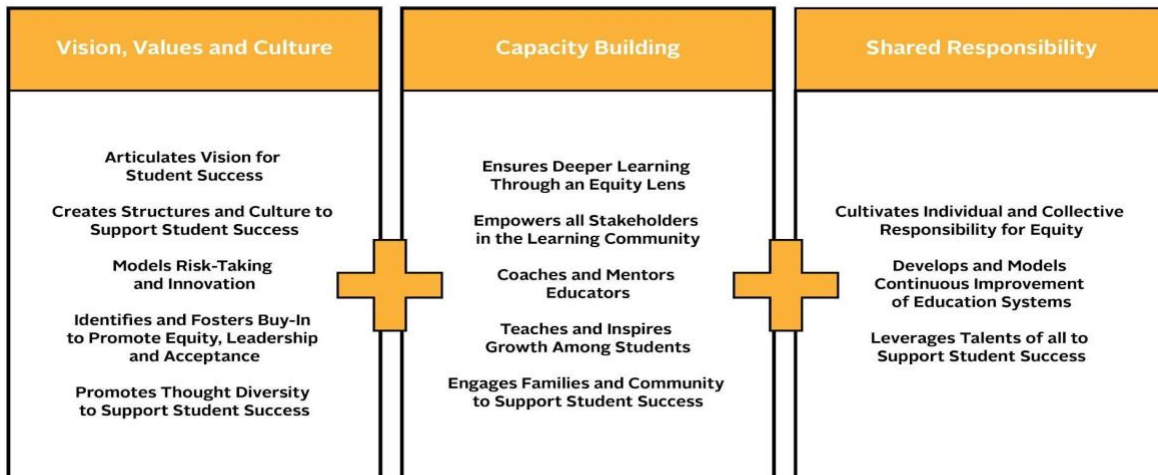 Vision, Values and Culture
Articulates Vision for
Student Success
Creates Structures and Culture to
Support Student Success
Models Risk-Taking
and Innovation
Identifies and Fosters Buy-In
to Promote Equity, Leadership
and Acceptance
Promotes Thought Diversity
to Support Student Success
Capacity Building
Ensures Deeper Learning
Through an Equity Lens
Empowers all Stakeholders
in the Learning Community
Coaches and Mentors
Educators
Teaches and Inspires
Growth Among Students
Engages Families and Community
to Support Student Success
Shared Responsibility
Cultivates Individual and Collective
Responsibility for Equity
Develops and Models
Continuous Improvement
of Education Systems
Leverages Talents of all to
Support Student Success